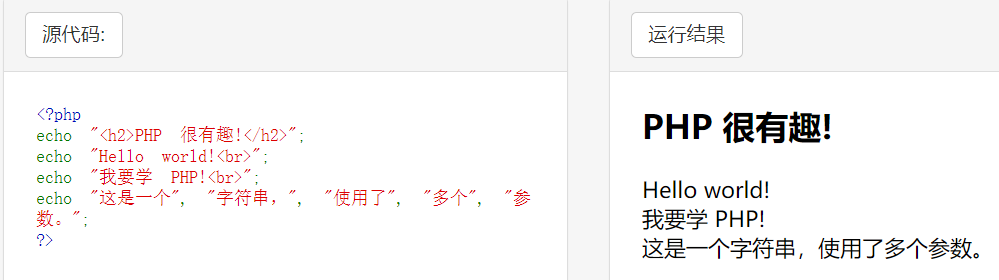 源代码:
<?php
echo "<h2>PHP 很有趣!</h2>";
echo "Hello world!<br>";
echo "我要学 PHP!<br>";
echo "这是一个", "字符串，", "使用了", "多个", "参
数。";
?>
运行结果
PHP 很有趣!
Hello world!
我要学 PHP!
这是一个字符串，使用了多个参数。